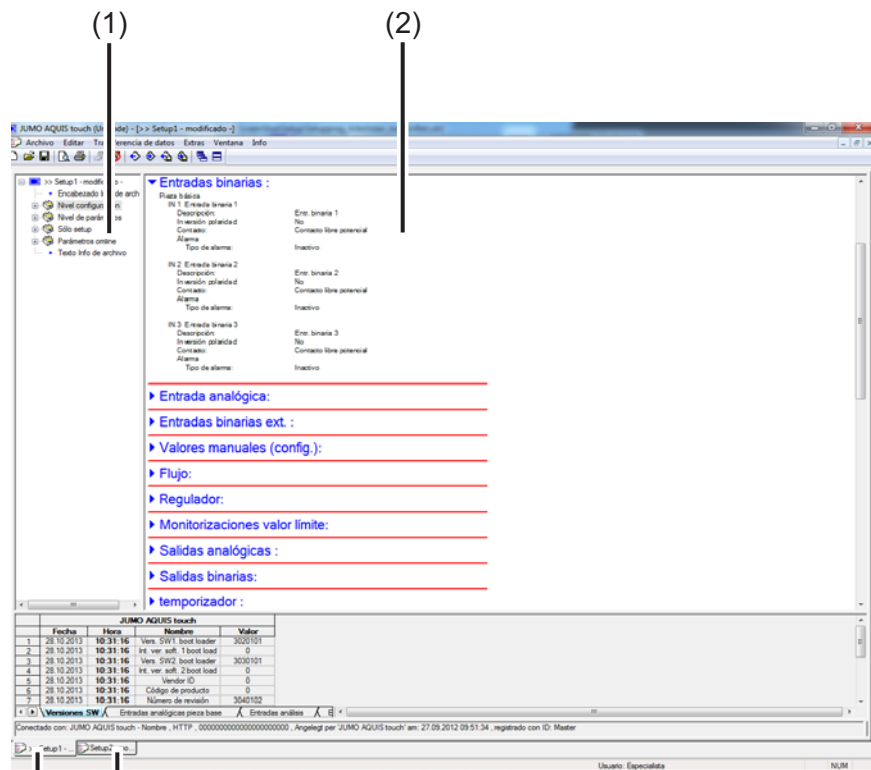 (1) (2)
JUMO AQUIS touch - [>> Setup1 - modificado -]
Archivo Editar Transferencia de datos Extras Ventana Info
>> Setup1 -
Encabezado de arch
Nivel
Nivel de
Sólo setup
Parámetros online
Texto Info de archivo
Entradas binarias :
Pieza básica
IN 1 Entrada binaria 1
Descripción: Entr. binaria 1
Inversión polaridad: No
Contacto: Contacto libre potencial
Alarma
Tipo de alarma: Inactivo
IN 2 Entrada binaria 2
Descripción: Entr. binaria 2
Inversión polaridad: No
Contacto: Contacto libre potencial
Alarma
Tipo de alarma: Inactivo
IN 3 Entrada binaria 3
Descripción: Entr. binaria 3
Inversión polaridad: No
Contacto: Contacto libre potencial
Alarma
Tipo de alarma: Inactivo
Entrada analógica:
Entradas binarias ext. :
Valores manuales (config.):
Flujo:
Regulador:
Monitorizaciones valor límite:
Salidas analógicas :
Salidas binarias:
temporizador :
JUMO AQUIS touch
Fecha Hora Nombre Valor
1 28.10.2013 10:31:16 Vers. SW1. boot loader 3020101
2 28.10.2013 10:31:16 Int. ver. soft. 1 boot load 0
3 28.10.2013 10:31:16 Vers. SW2. boot loader 3030101
4 28.10.2013 10:31:16 Int. ver. soft. 2 boot load 0
5 28.10.2013 10:31:16 Vendor ID 0
6 28.10.2013 10:31:16 Código de producto 0
7 28.10.2013 10:31:16 Número de revisión 3040102
Versiones SW Entradas analógicas pieza base Entradas análisis E
Conectado con: JUMO AQUIS touch - Nombre , HTTP , , Angelegt per 'JUMO AQUIS touch' am: 27.09.2012 09:51:34 , registrado con ID: Master
etup1 - ... Setup2
Usuario: Especialista NUM